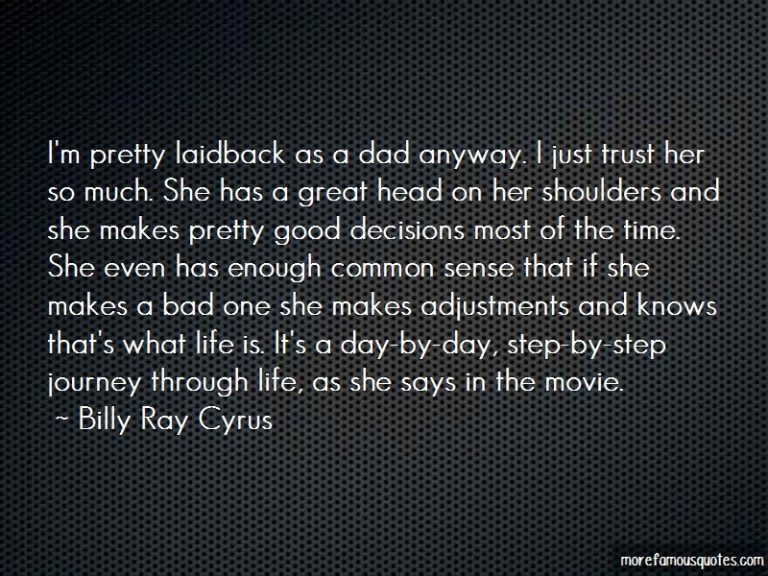 I'm pretty laidback as a dad anyway. I just trust her
so much. She has a great head on her shoulders and
she makes pretty good decisions most of the time.
She even has enough common sense that if she
makes a bad one she makes adjustments and knows
that's what life is. It's a day-by-day, step-by-step
journey through life, as she says in the movie.
~ Billy Ray Cyrus
morefamousquotes.com